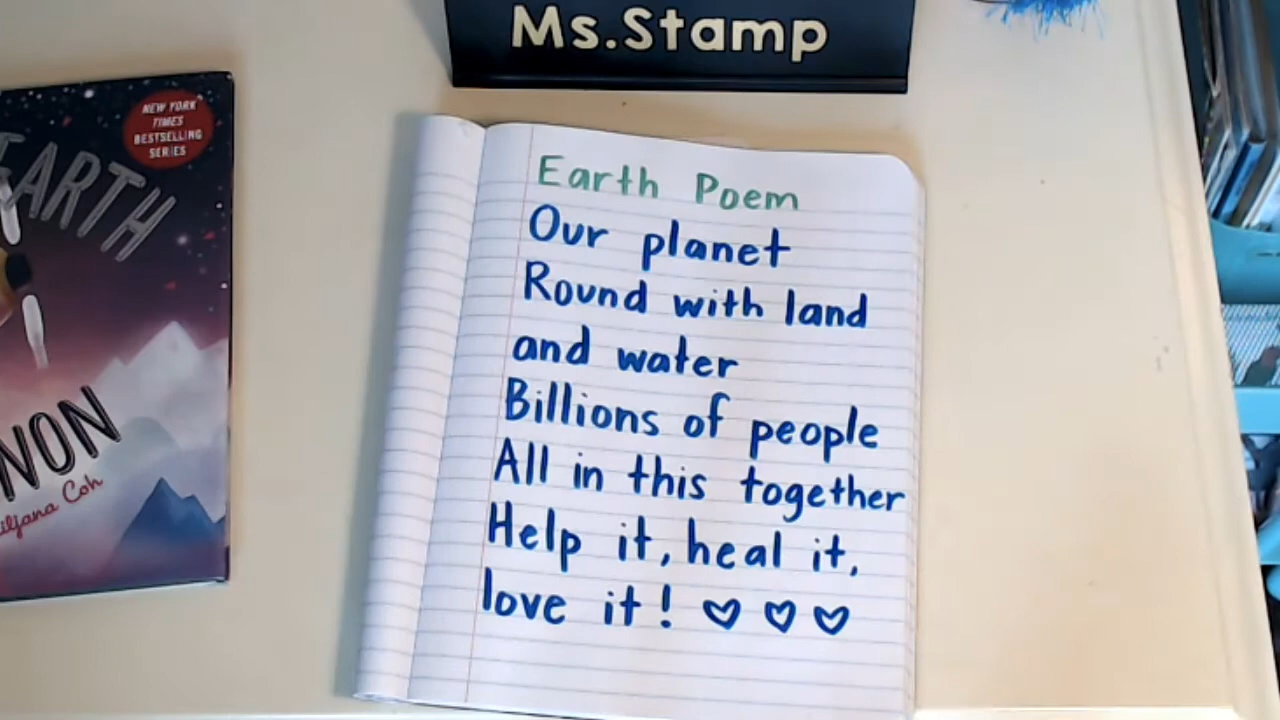 Ms.Stamp
NEW YORK
TIMES
BESTSELLING
SERIES
EARTH
Earth Poem
Our planet
Round with land
and water
Billions of people
All in this together
Help it, heal it,
love it! ♡ ♡ ♡